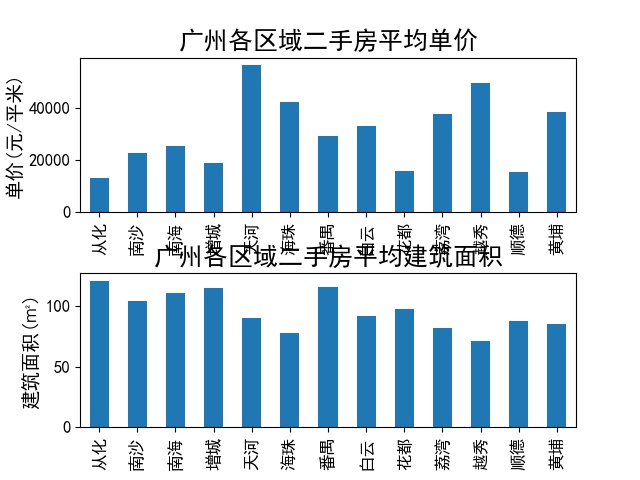 广州各区域二手房平均单价
单价(元/平米)
40000
20000
0
从化 南沙 南海 增城 天河 海珠 番禺 白云 花都 荔湾 越秀 顺德 黄埔
广州各区域二手房平均建筑面积
建筑面积(㎡)
100
50
0
从化 南沙 南海 增城 天河 海珠 番禺 白云 花都 荔湾 越秀 顺德 黄埔